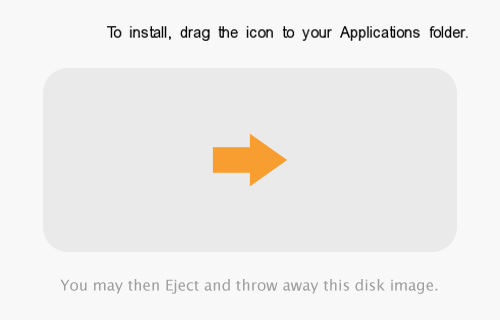 To install, drag the icon to your Applications folder.
You may then Eject and throw away this disk image.